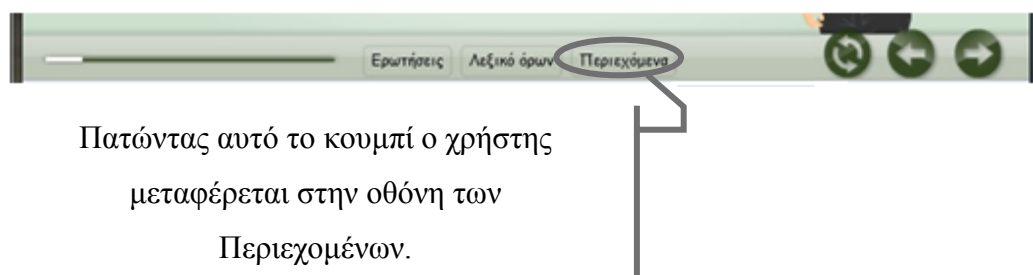 Ερωτήσεις Λεξικό όρων Περιεχόμενα
Πατώντας αυτό το κουμπί ο χρήστης
μεταφέρεται στην οθόνη των
Περιεχομένων.